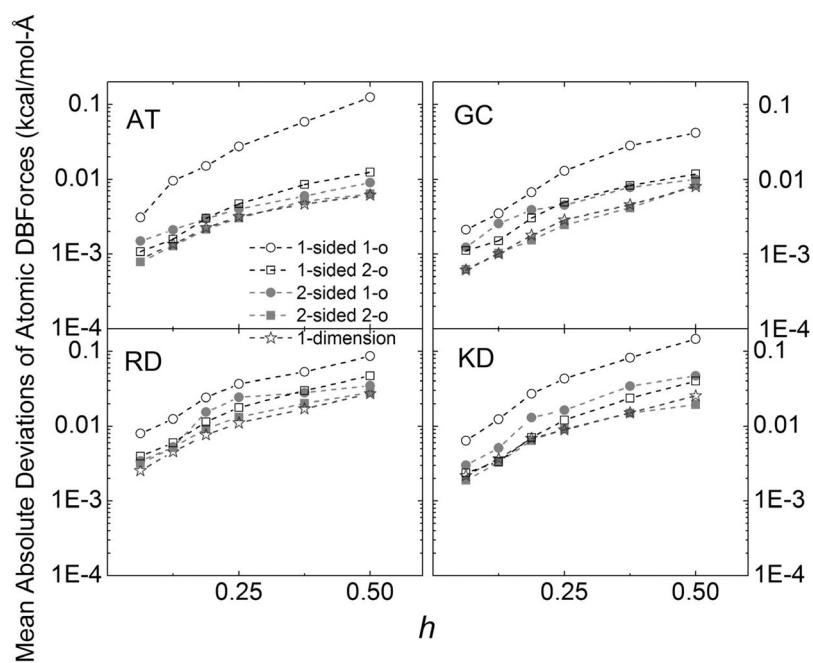 Mean Absolute Deviations of Atomic DBForces (kcal/mol-Å)
AT
GC
0.1
0.1
0.01
0.01
1E-3
1E-3
1-sided 1-o
1-sided 2-o
2-sided 1-o
2-sided 2-o
1-dimension
1E-4
1E-4
RD
KD
0.1
0.1
0.01
0.01
1E-3
1E-3
1E-4
1E-4
0.25
0.50
0.25
0.50
h